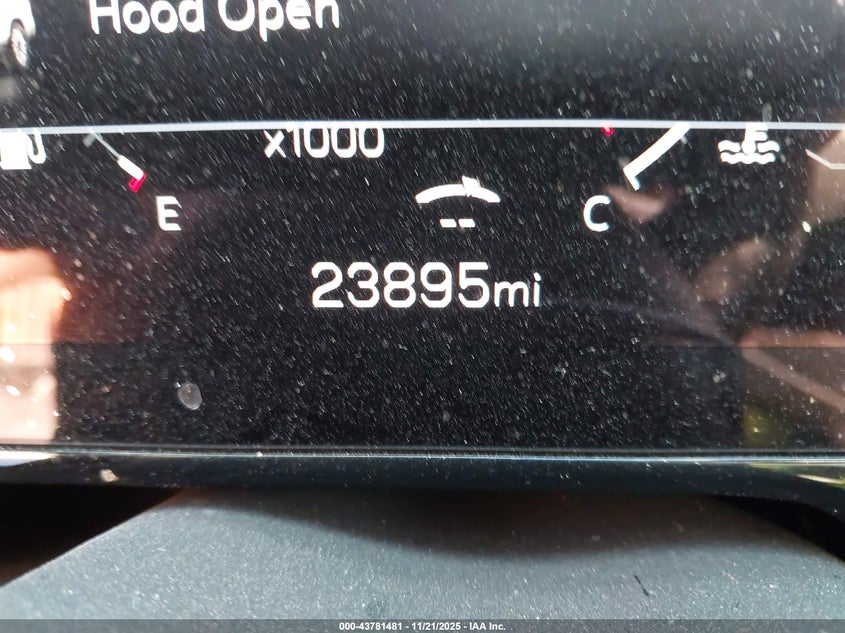 Hood Open
x1000
E
C
23895mi
000-43781481 - 11/21/2025 - IAA Inc.